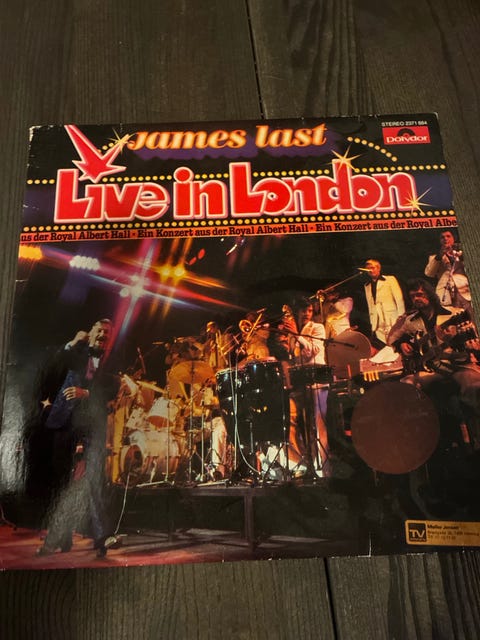 STEREO 2371 684
Polydor
James Last
Live in London
us der Royal Albert Hall • Ein Konzert aus der Royal Albert Hall • Ein Konzert aus der Royal Albe
TV